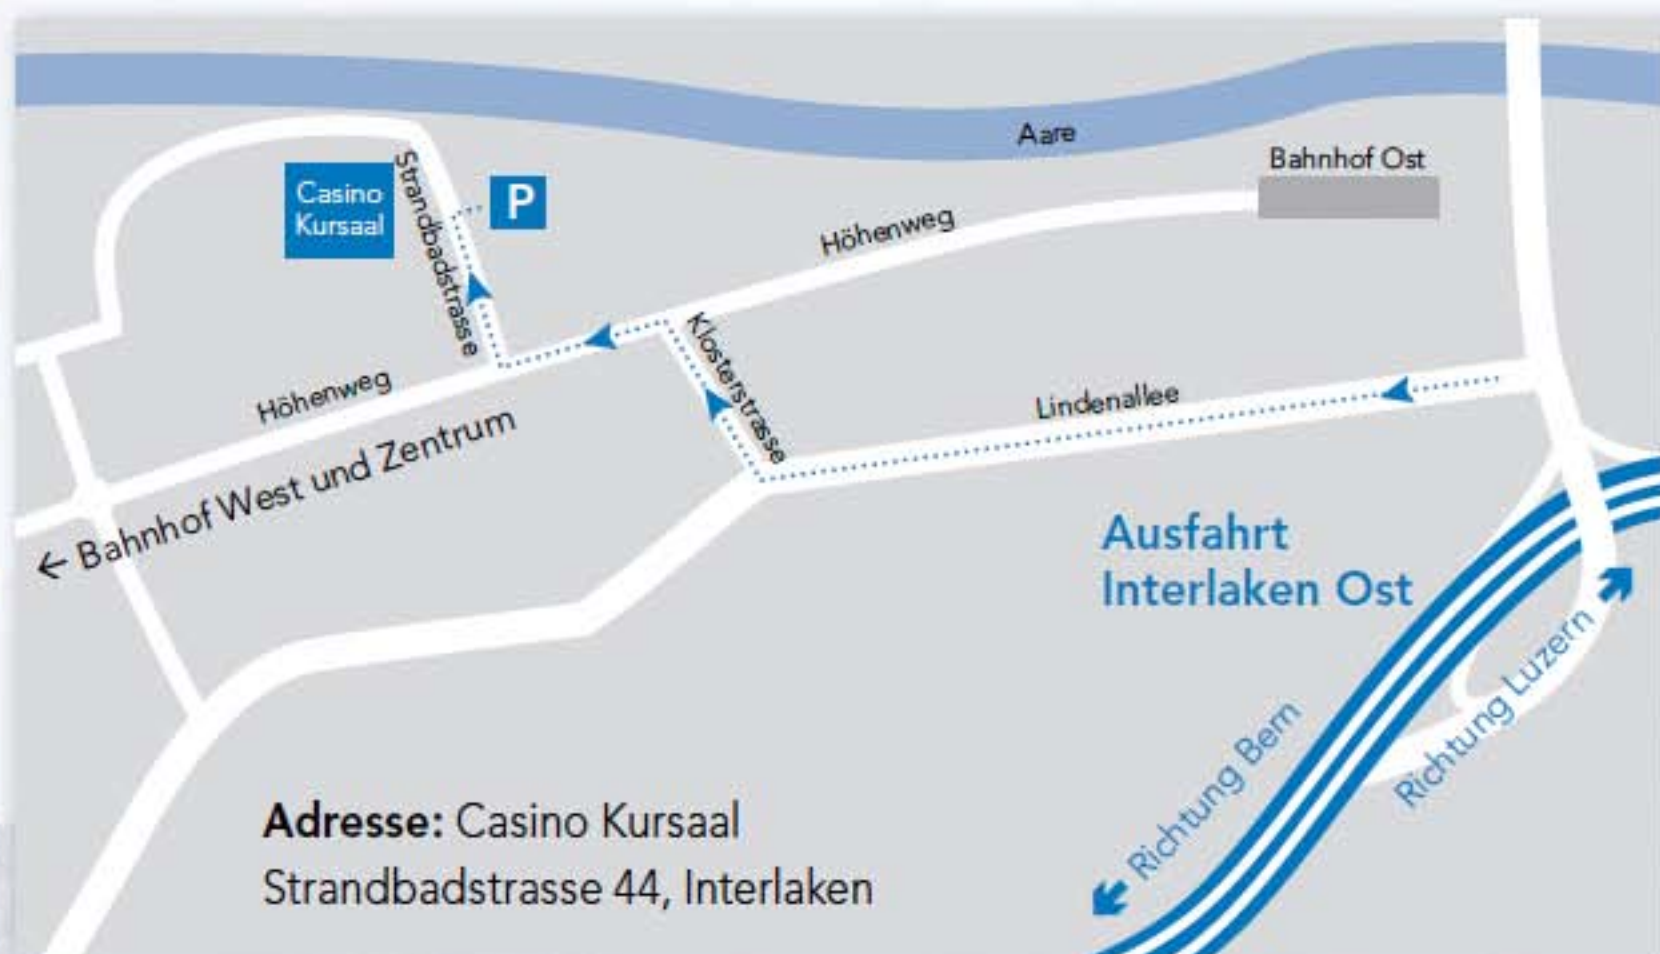 Aare
Bahnhof Ost
Casino
Kursaal
Strandbadstrasse
P
Höhenweg
Klosterstrasse
Höhenweg
Lindenallee
← Bahnhof West und Zentrum
Ausfahrt
Interlaken Ost
Richtung Luzern
Richtung Bern
Adresse: Casino Kursaal
Strandbadstrasse 44, Interlaken